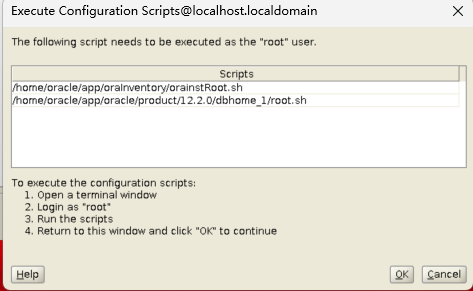 Execute Configuration Scripts@localhost.localdomain
The following script needs to be executed as the "root" user.
Scripts
/home/oracle/app/oraInventory/orainstRoot.sh
/home/oracle/app/oracle/product/12.2.0/dbhome_1/root.sh
To execute the configuration scripts:
1. Open a terminal window
2. Login as "root"
3. Run the scripts
4. Return to this window and click "OK" to continue
Help
OK
Cancel